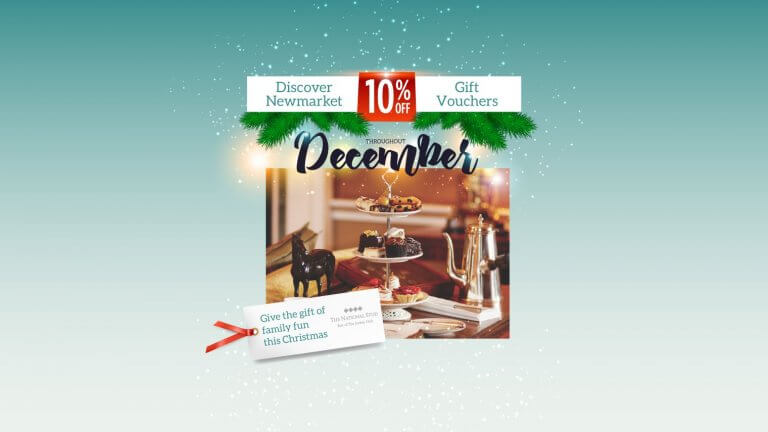 Discover
Newmarket
10%
OFF
Gift
Vouchers
THROUGHOUT
December
Give the gift of
family fun
this Christmas
THE NATIONAL STUD